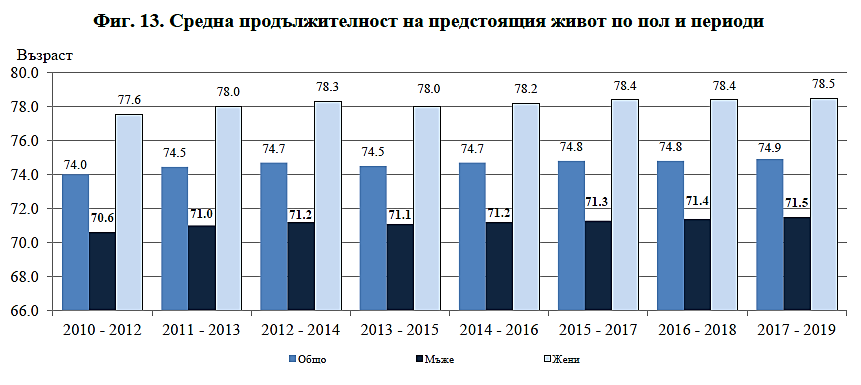 Фиг. 13. Средна продължителност на предстоящия живот по пол и периоди
Възраст
80.0
78.0
76.0
74.0
72.0
70.0
68.0
66.0
74.0 70.6 77.6
74.5 71.0 78.0
74.7 71.2 78.3
74.5 71.1 78.0
74.7 71.2 78.2
74.8 71.3 78.4
74.8 71.4 78.4
74.9 71.5 78.5
2010 - 2012 2011 - 2013 2012 - 2014 2013 - 2015 2014 - 2016 2015 - 2017 2016 - 2018 2017 - 2019
Общо Мъже Жени